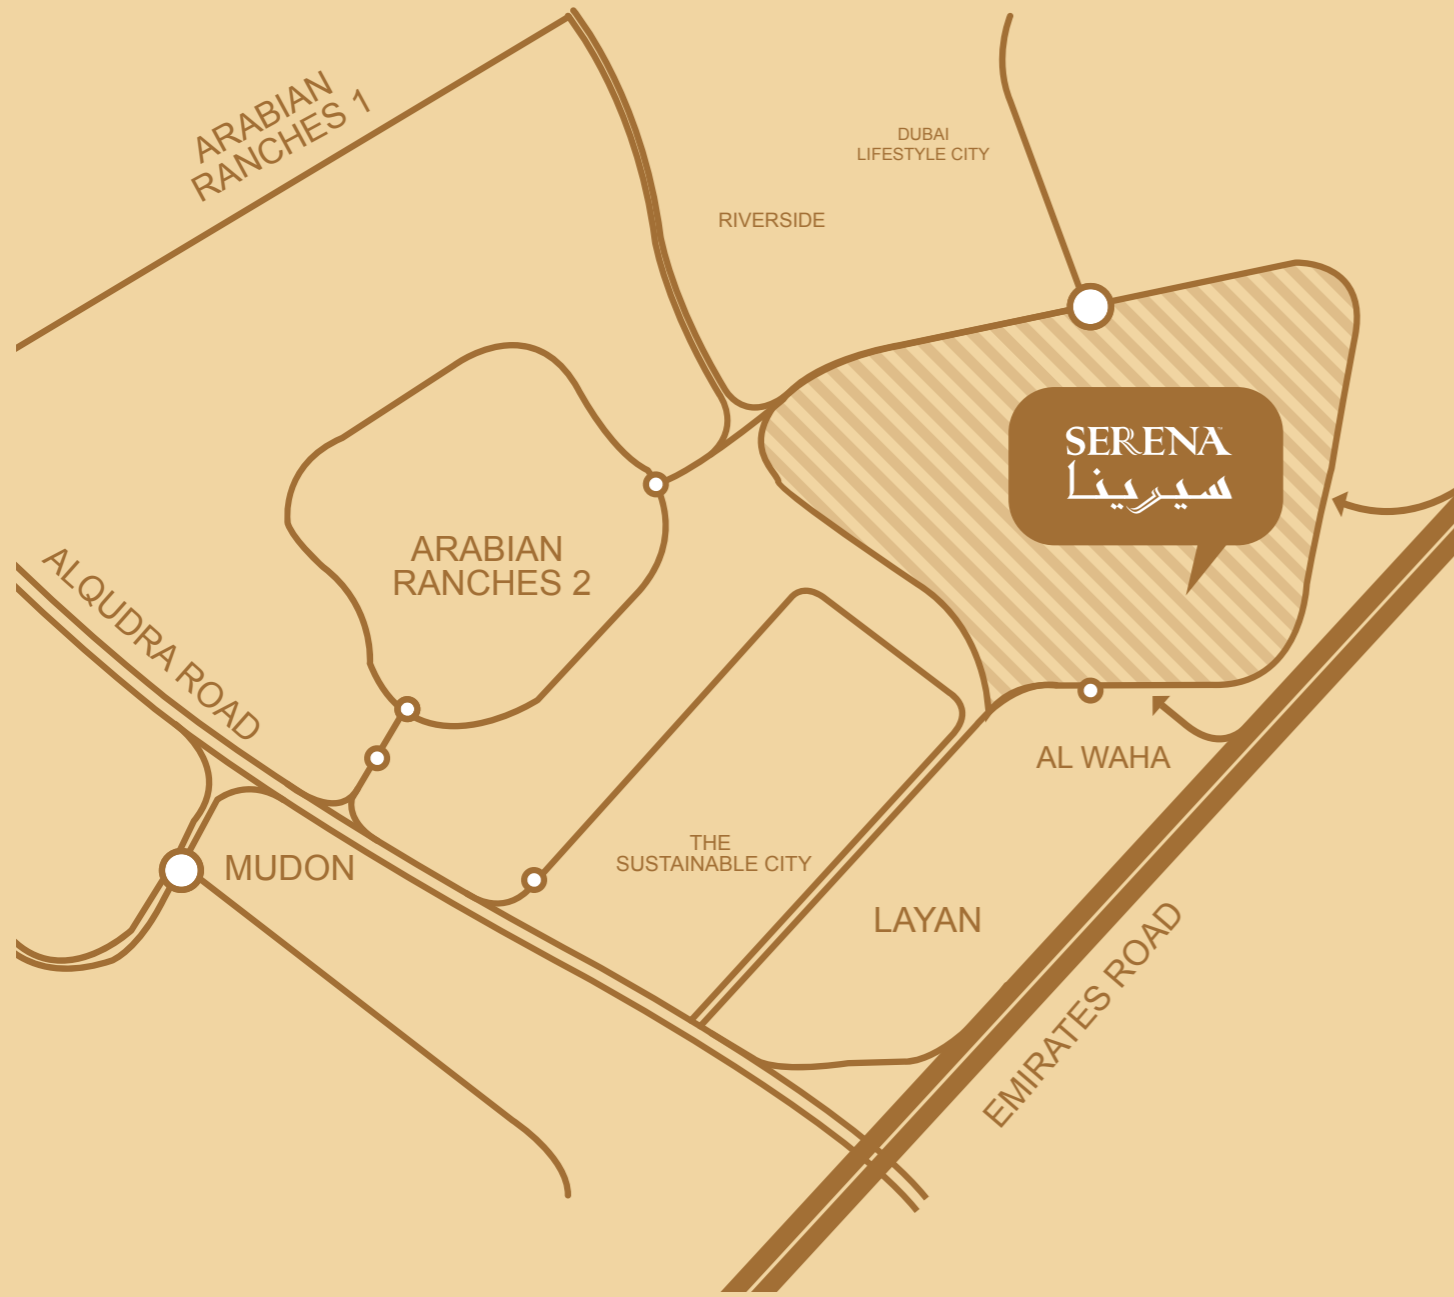 ARABIAN
RANCHES 1
DUBAI
LIFESTYLE CITY
RIVERSIDE
SERENA
سيرينا
ARABIAN
RANCHES 2
ALQUDRA ROAD
AL WAHA
THE
SUSTAINABLE CITY
MUDON
LAYAN
EMIRATES ROAD